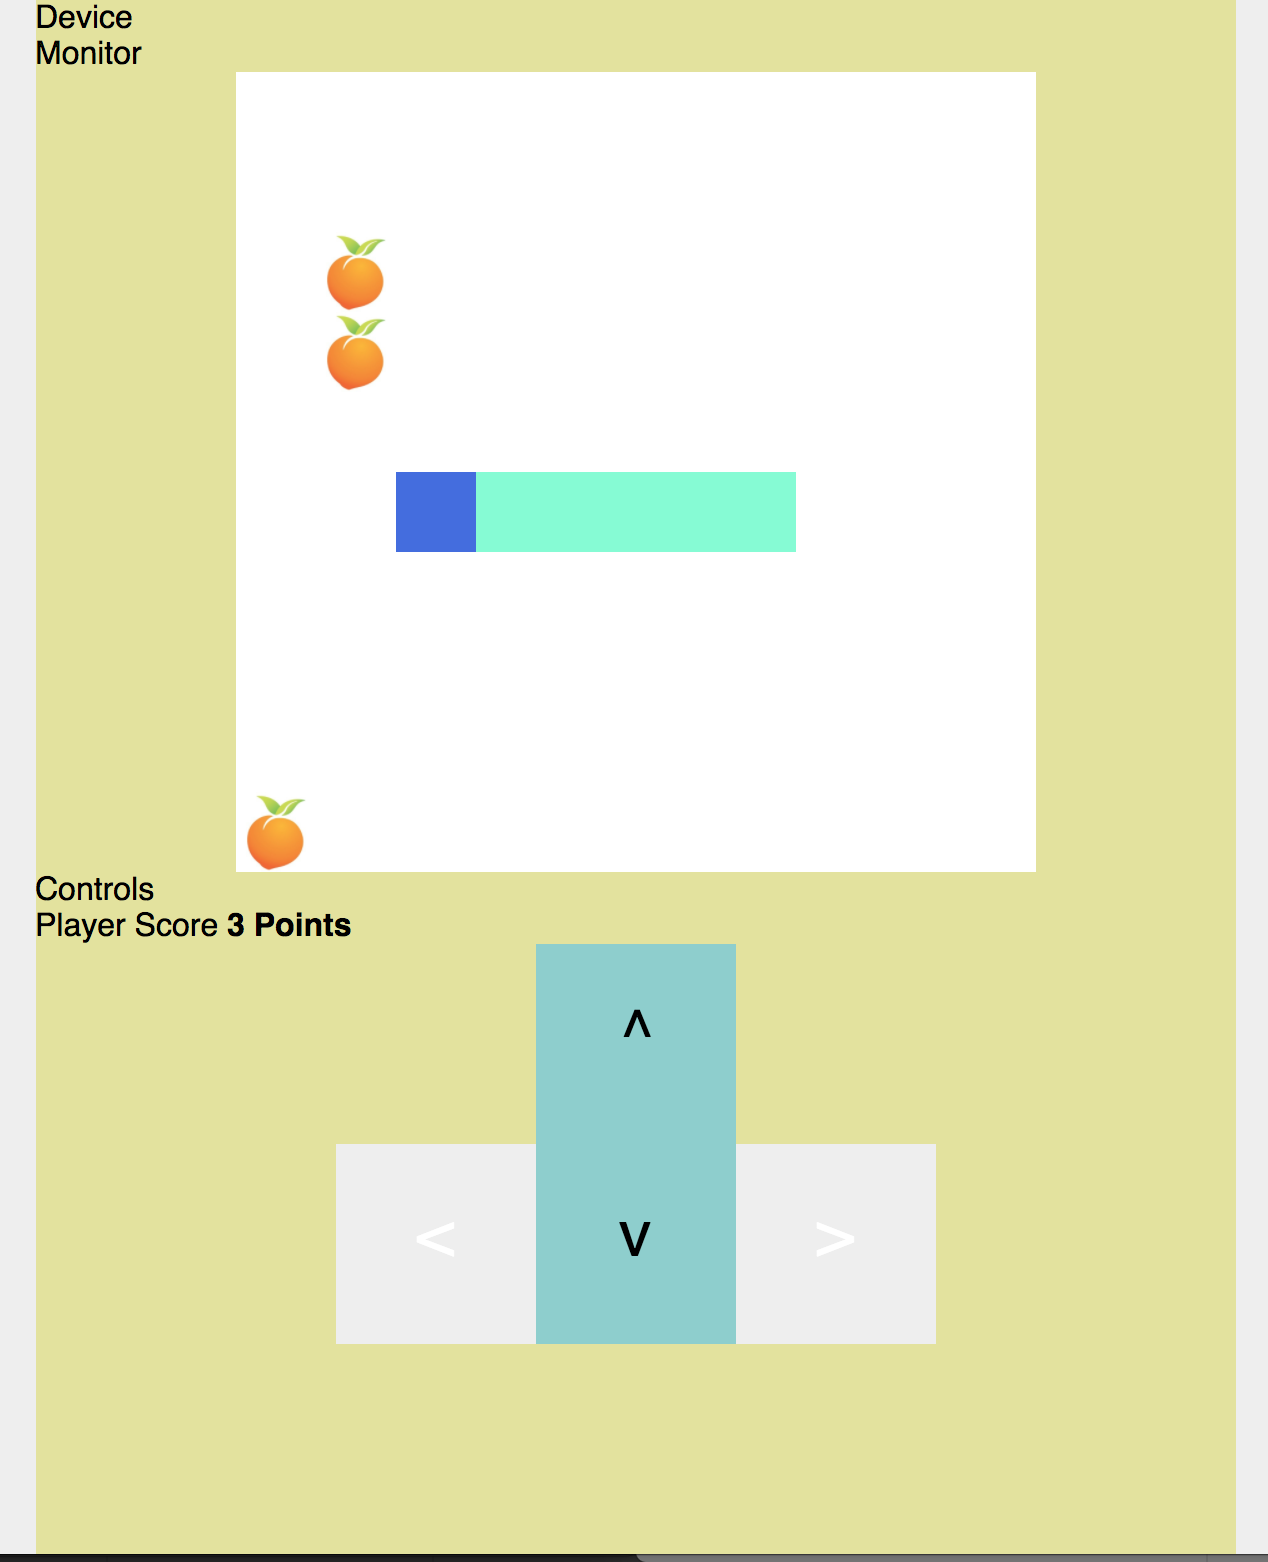 Device
Monitor
Controls
Player Score 3 Points
^
< v >